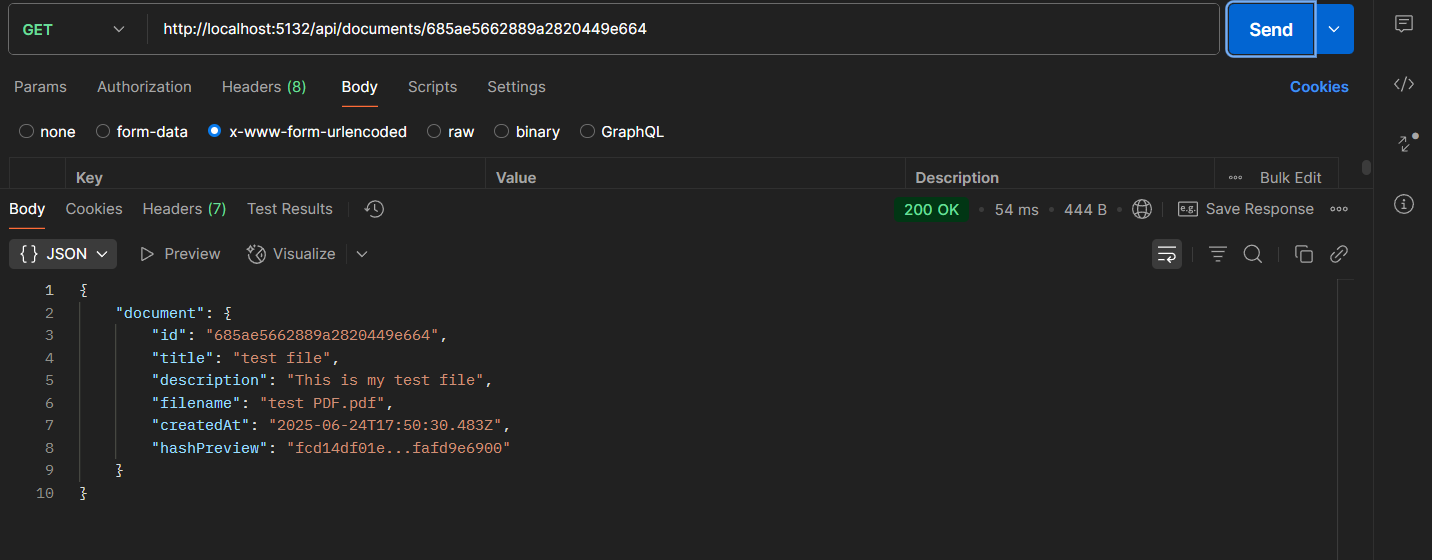 GET http://localhost:5132/api/documents/685ae5662889a2820449e664 Send
Params Authorization Headers (8) Body Scripts Settings Cookies
none form-data x-www-form-urlencoded raw binary GraphQL
Key Value Description Bulk Edit
Body Cookies Headers (7) Test Results 200 OK 54 ms 444 B e.g. Save Response
{} JSON Preview Visualize
1 {
2 "document": {
3 "id": "685ae5662889a2820449e664",
4 "title": "test file",
5 "description": "This is my test file",
6 "filename": "test PDF.pdf",
7 "createdAt": "2025-06-24T17:50:30.483Z",
8 "hashPreview": "fcd14df01e...fafd9e6900"
9 }
10 }